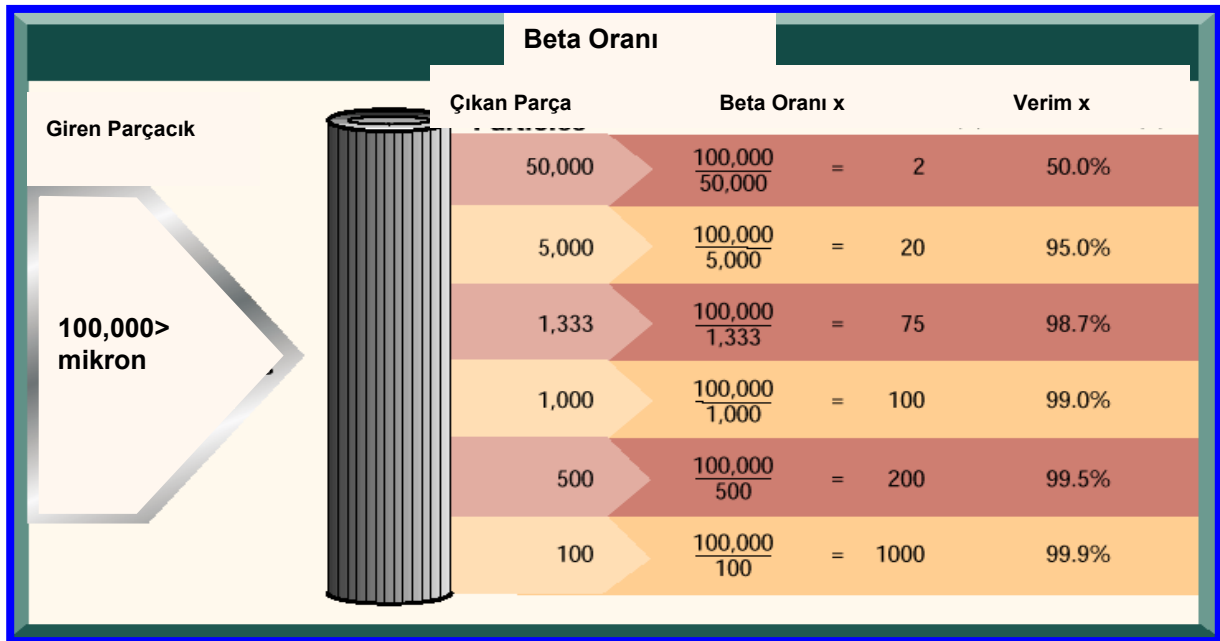 Beta Oranı
Giren Parçacık
Çıkan Parça Beta Oranı x Verim x
50,000 100,000 / 50,000 = 2 50.0%
5,000 100,000 / 5,000 = 20 95.0%
1,333 100,000 / 1,333 = 75 98.7%
1,000 100,000 / 1,000 = 100 99.0%
500 100,000 / 500 = 200 99.5%
100 100,000 / 100 = 1000 99.9%
100,000>
mikron